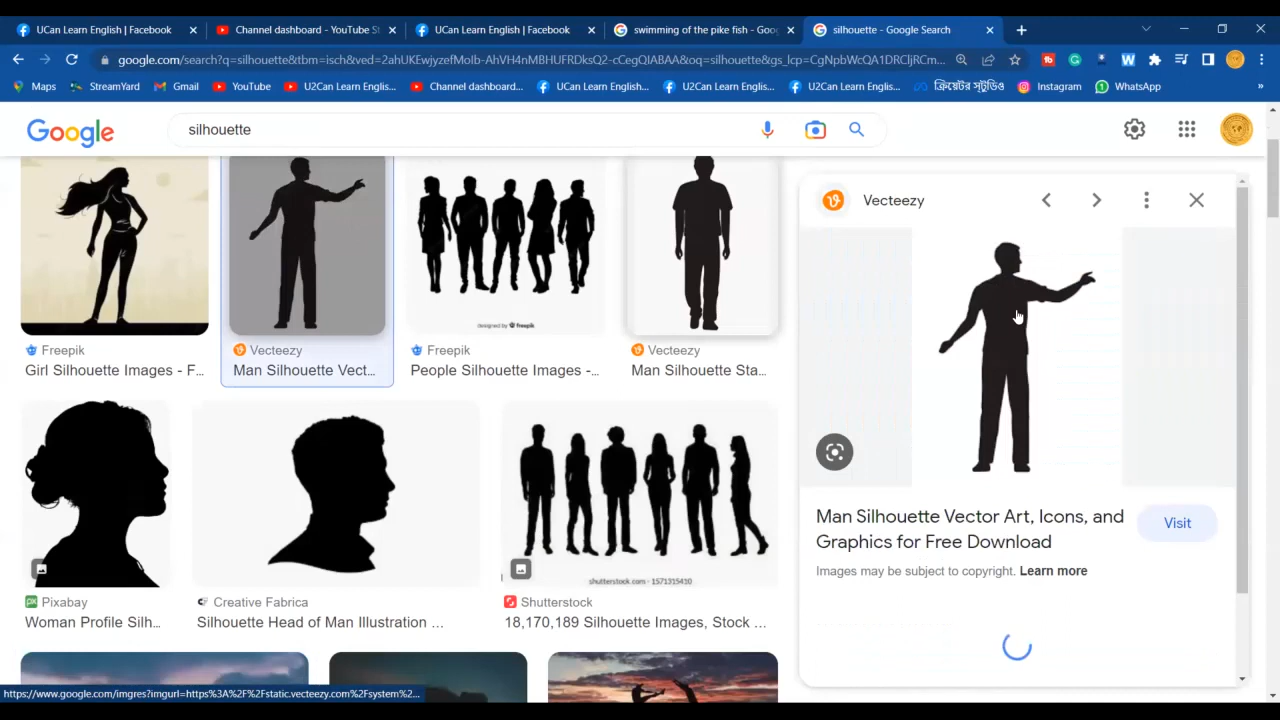 UCan Learn English | Facebook
Channel dashboard - YouTube St
UCan Learn English | Facebook
swimming of the pike fish - Goog
silhouette - Google Search
google.com/search?q=silhouette&tbm=isch&ved=2ahUKEwjyzefMoIb-AhVH4nMBHUFRDksQ2-cCegQIABAA&oq=silhouette&gs_lcp=CgNpbWcQA1DRCljRCm...
Maps
StreamYard
Gmail
YouTube
U2Can Learn Englis...
Channel dashboard...
UCan Learn English...
U2Can Learn Englis...
U2Can Learn Englis...
ক্রিয়েটর স্টুডিও
Instagram
WhatsApp
»
Google
silhouette
designed by freepik
Freepik
Girl Silhouette Images - F...
Vecteezy
Man Silhouette Vect...
Freepik
People Silhouette Images -...
Vecteezy
Man Silhouette Sta...
shutterstock.com · 1571315410
Pixabay
Woman Profile Silh...
Creative Fabrica
Silhouette Head of Man Illustration ...
Shutterstock
18,170,189 Silhouette Images, Stock ...
Vecteezy
Man Silhouette Vector Art, Icons, and
Graphics for Free Download
Visit
Images may be subject to copyright. Learn more
https://www.google.com/imgres?imgurl=https%3A%2F%2Fstatic.vecteezy.com%2Fsystem%2...